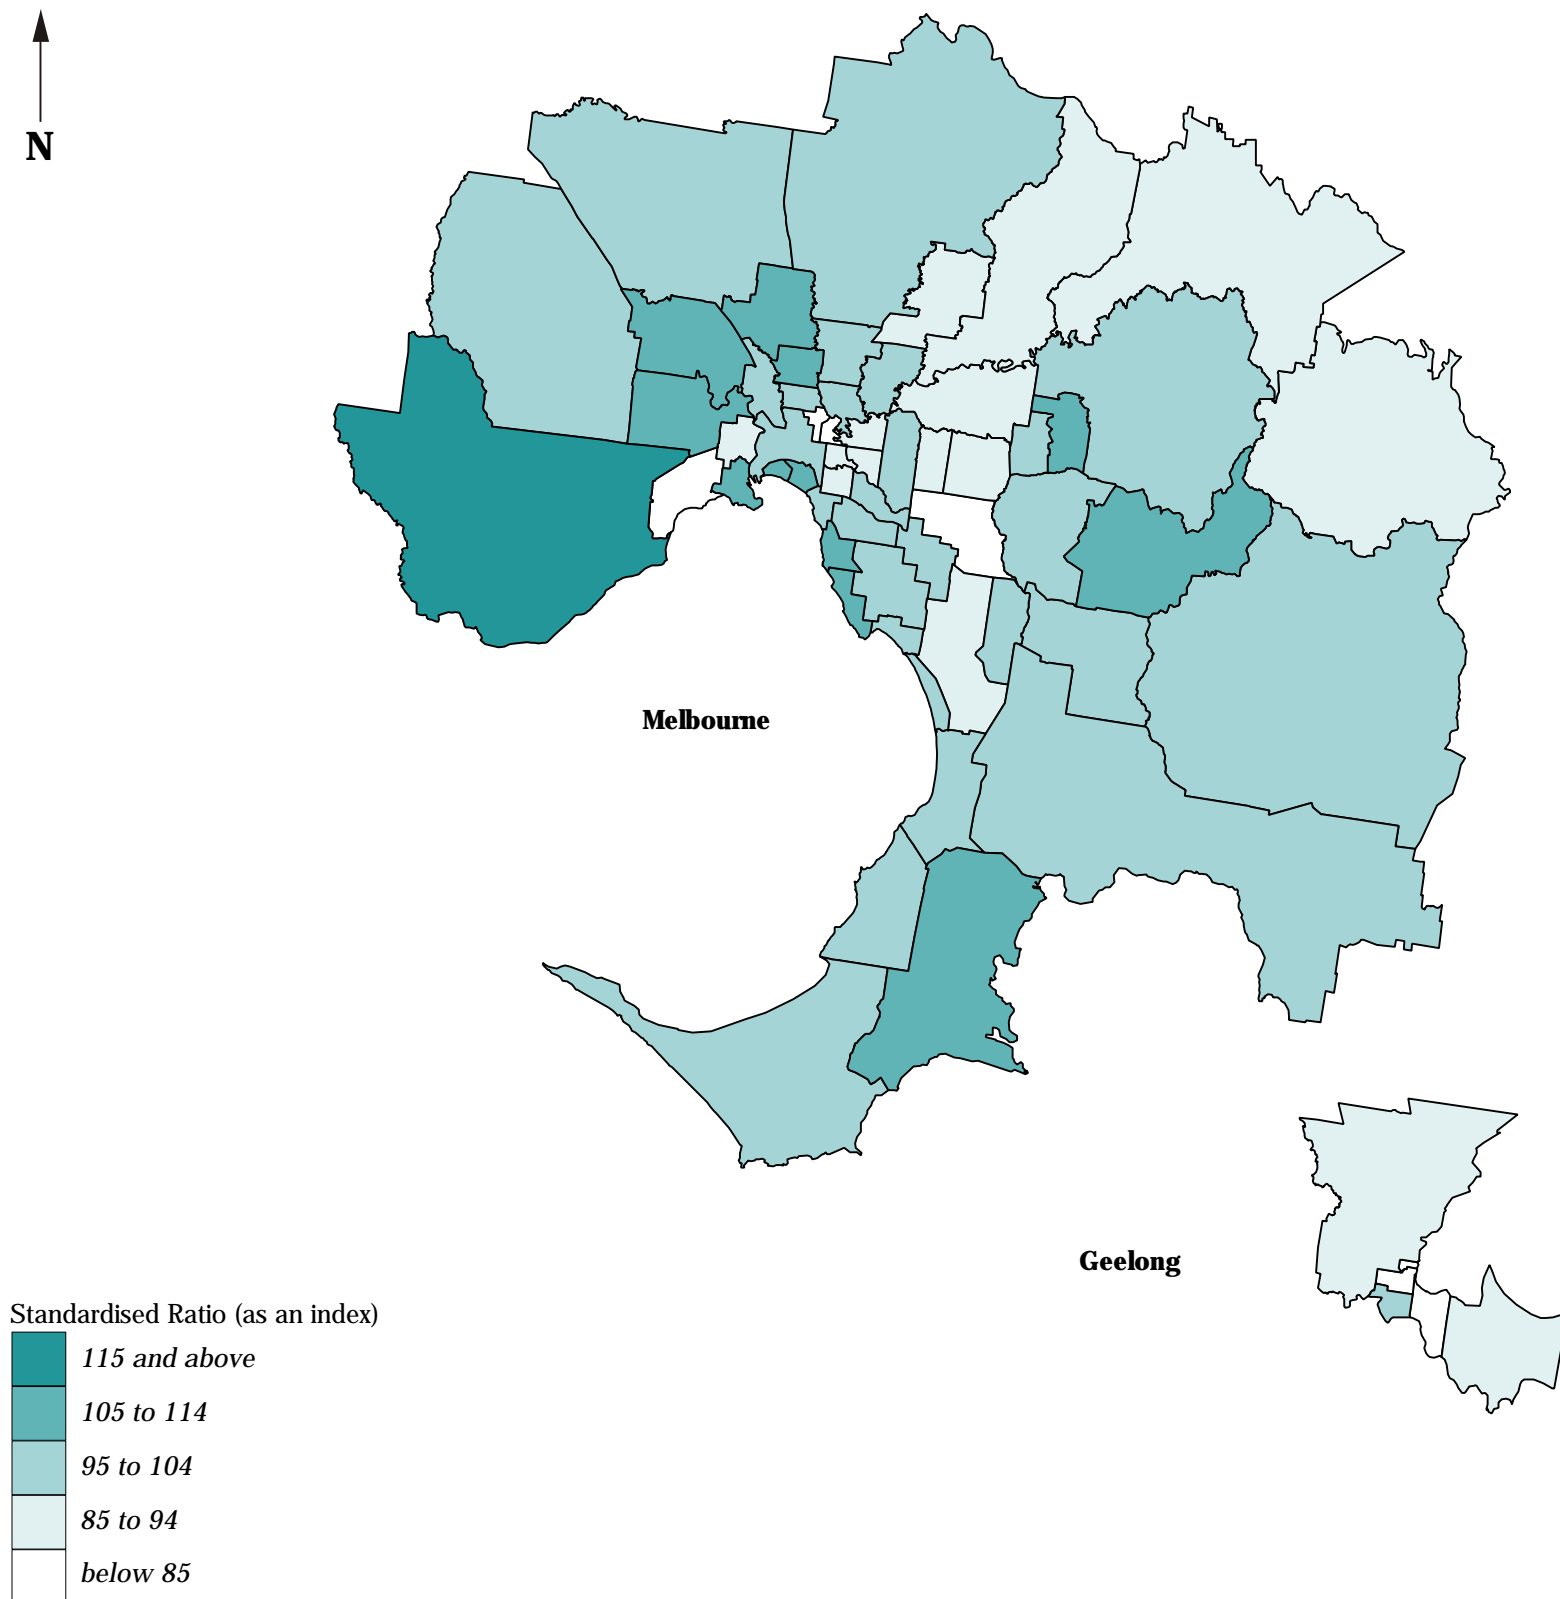 N
Melbourne
Geelong
Standardised Ratio (as an index)
115 and above
105 to 114
95 to 104
85 to 94
below 85